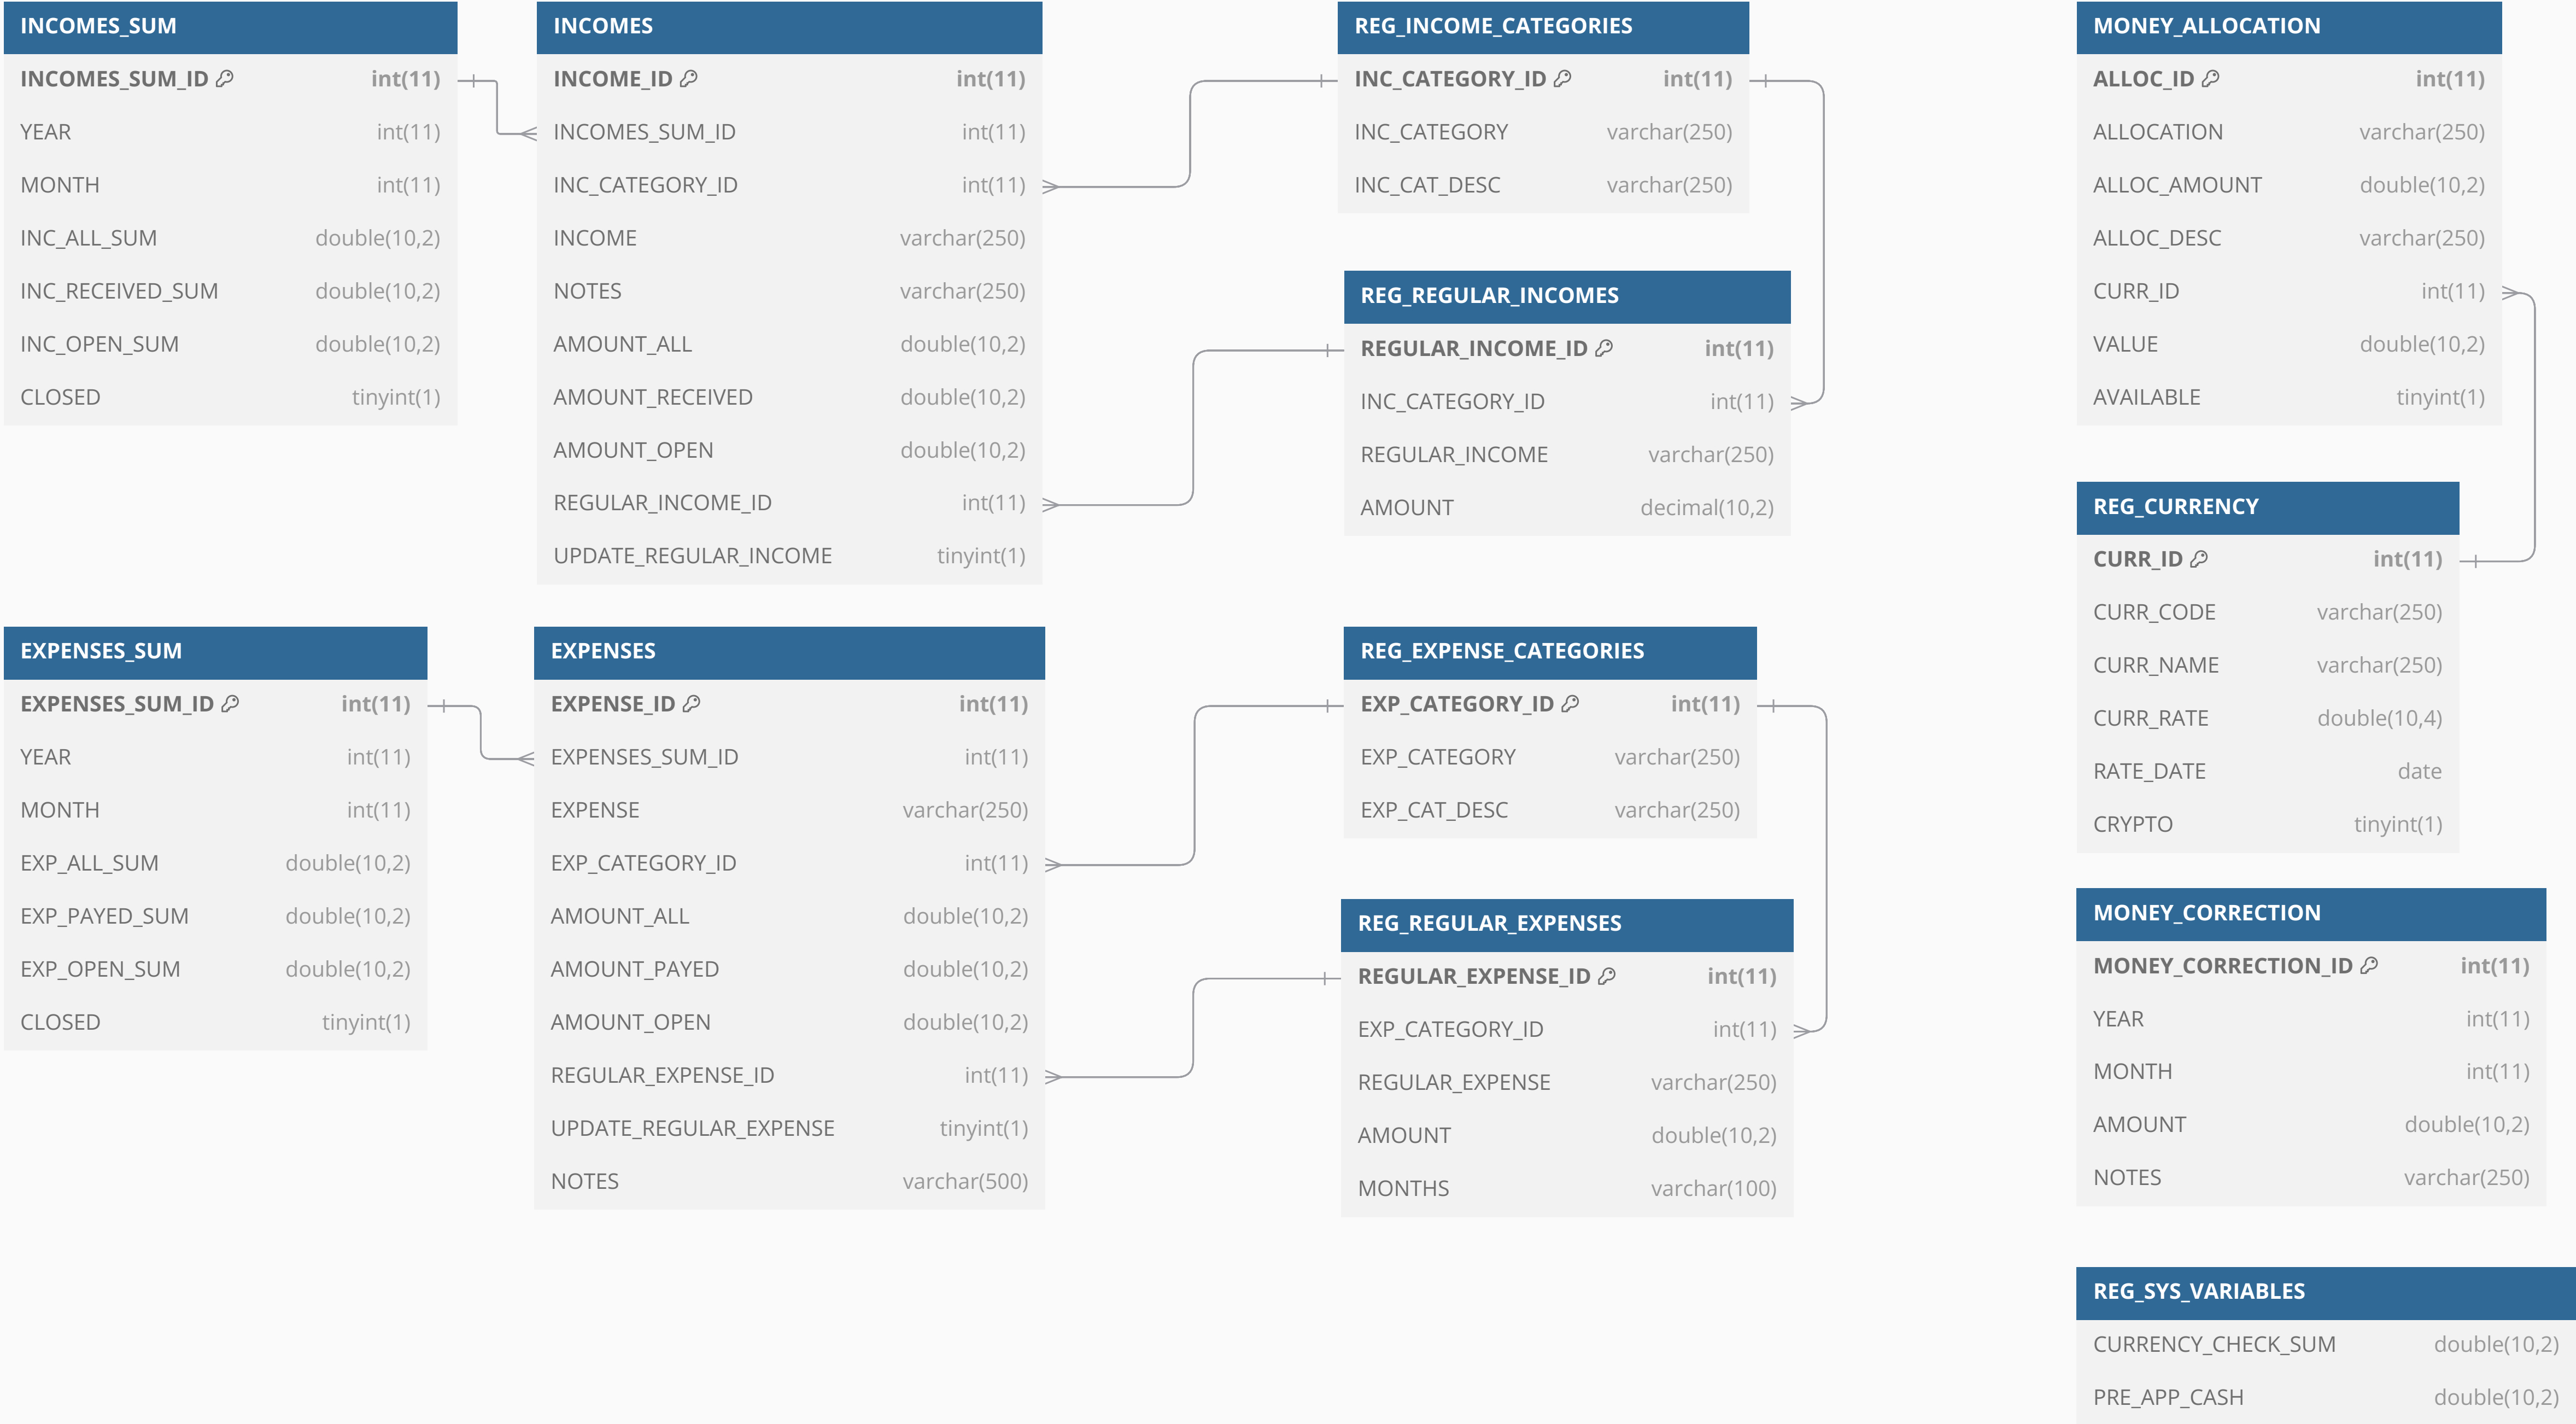 INCOMES_SUM
INCOMES_SUM_ID int(11)
YEAR int(11)
MONTH int(11)
INC_ALL_SUM double(10,2)
INC_RECEIVED_SUM double(10,2)
INC_OPEN_SUM double(10,2)
CLOSED tinyint(1)
INCOMES
INCOME_ID int(11)
INCOMES_SUM_ID int(11)
INC_CATEGORY_ID int(11)
INCOME varchar(250)
NOTES varchar(250)
AMOUNT_ALL double(10,2)
AMOUNT_RECEIVED double(10,2)
AMOUNT_OPEN double(10,2)
REGULAR_INCOME_ID int(11)
UPDATE_REGULAR_INCOME tinyint(1)
REG_INCOME_CATEGORIES
INC_CATEGORY_ID int(11)
INC_CATEGORY varchar(250)
INC_CAT_DESC varchar(250)
REG_REGULAR_INCOMES
REGULAR_INCOME_ID int(11)
INC_CATEGORY_ID int(11)
REGULAR_INCOME varchar(250)
AMOUNT decimal(10,2)
MONEY_ALLOCATION
ALLOC_ID int(11)
ALLOCATION varchar(250)
ALLOC_AMOUNT double(10,2)
ALLOC_DESC varchar(250)
CURR_ID int(11)
VALUE double(10,2)
AVAILABLE tinyint(1)
REG_CURRENCY
CURR_ID int(11)
CURR_CODE varchar(250)
CURR_NAME varchar(250)
CURR_RATE double(10,4)
RATE_DATE date
CRYPTO tinyint(1)
EXPENSES_SUM
EXPENSES_SUM_ID int(11)
YEAR int(11)
MONTH int(11)
EXP_ALL_SUM double(10,2)
EXP_PAYED_SUM double(10,2)
EXP_OPEN_SUM double(10,2)
CLOSED tinyint(1)
EXPENSES
EXPENSE_ID int(11)
EXPENSES_SUM_ID int(11)
EXPENSE varchar(250)
EXP_CATEGORY_ID int(11)
AMOUNT_ALL double(10,2)
AMOUNT_PAYED double(10,2)
AMOUNT_OPEN double(10,2)
REGULAR_EXPENSE_ID int(11)
UPDATE_REGULAR_EXPENSE tinyint(1)
NOTES varchar(500)
REG_EXPENSE_CATEGORIES
EXP_CATEGORY_ID int(11)
EXP_CATEGORY varchar(250)
EXP_CAT_DESC varchar(250)
REG_REGULAR_EXPENSES
REGULAR_EXPENSE_ID int(11)
EXP_CATEGORY_ID int(11)
REGULAR_EXPENSE varchar(250)
AMOUNT double(10,2)
MONTHS varchar(100)
MONEY_CORRECTION
MONEY_CORRECTION_ID int(11)
YEAR int(11)
MONTH int(11)
AMOUNT double(10,2)
NOTES varchar(250)
REG_SYS_VARIABLES
CURRENCY_CHECK_SUM double(10,2)
PRE_APP_CASH double(10,2)